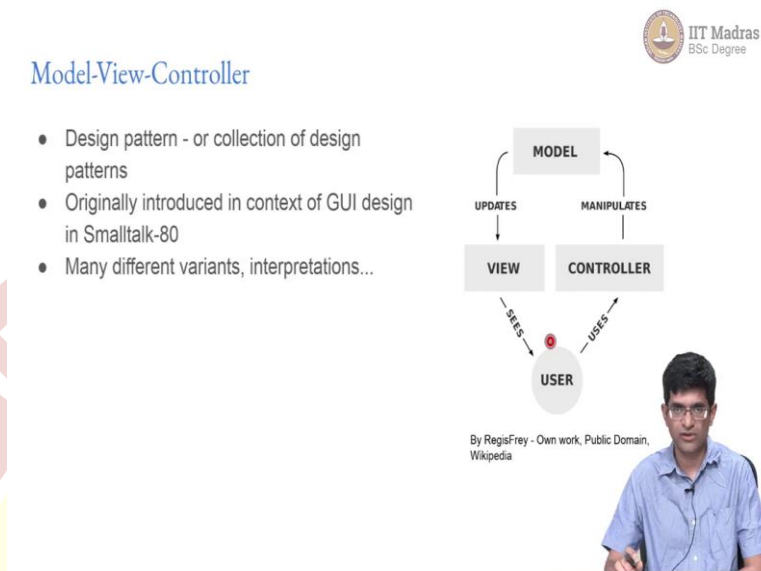 IIT Madras
BSc Degree
Model-View-Controller
● Design pattern - or collection of design
patterns
● Originally introduced in context of GUI design
in Smalltalk-80
● Many different variants, interpretations...
MODEL
UPDATES
MANIPULATES
VIEW
CONTROLLER
SEES
USES
USER
By RegisFrey - Own work, Public Domain,
Wikipedia